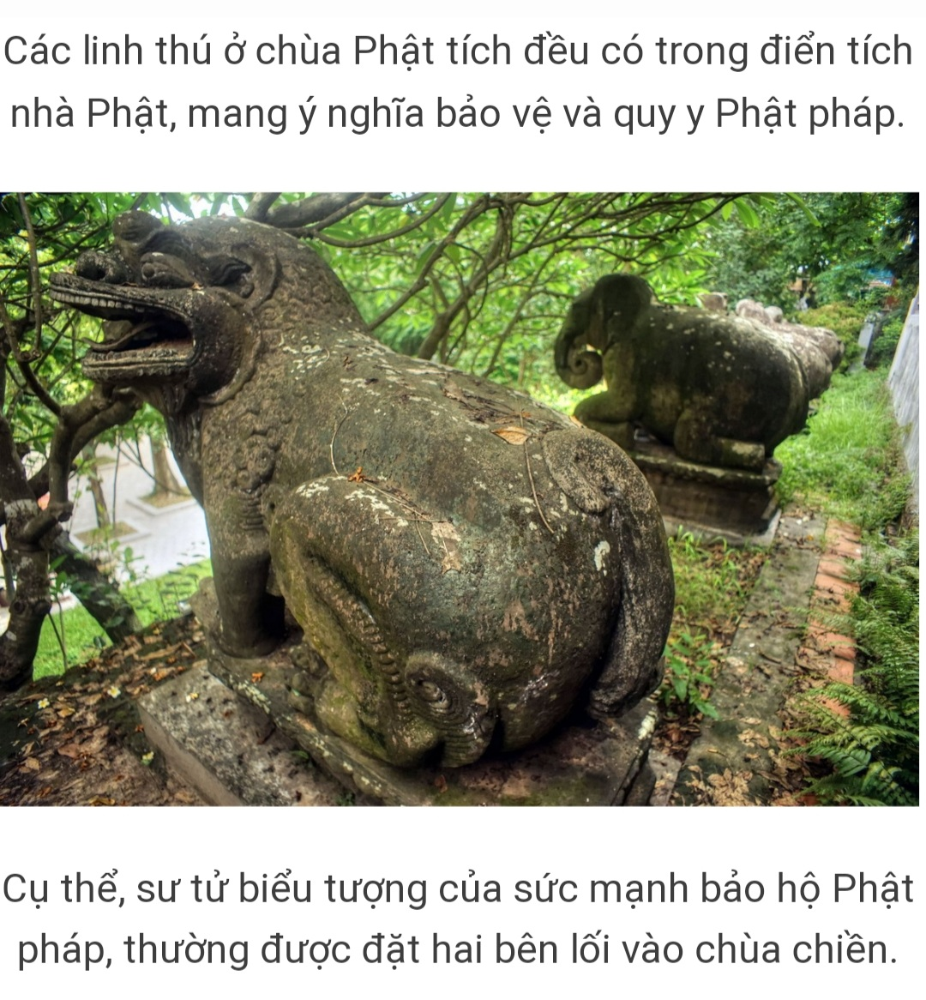 Các linh thú ở chùa Phật tích đều có trong điển tích
nhà Phật, mang ý nghĩa bảo vệ và quy y Phật pháp.
Cụ thể, sư tử biểu tượng của sức mạnh bảo hộ Phật
pháp, thường được đặt hai bên lối vào chùa chiền.